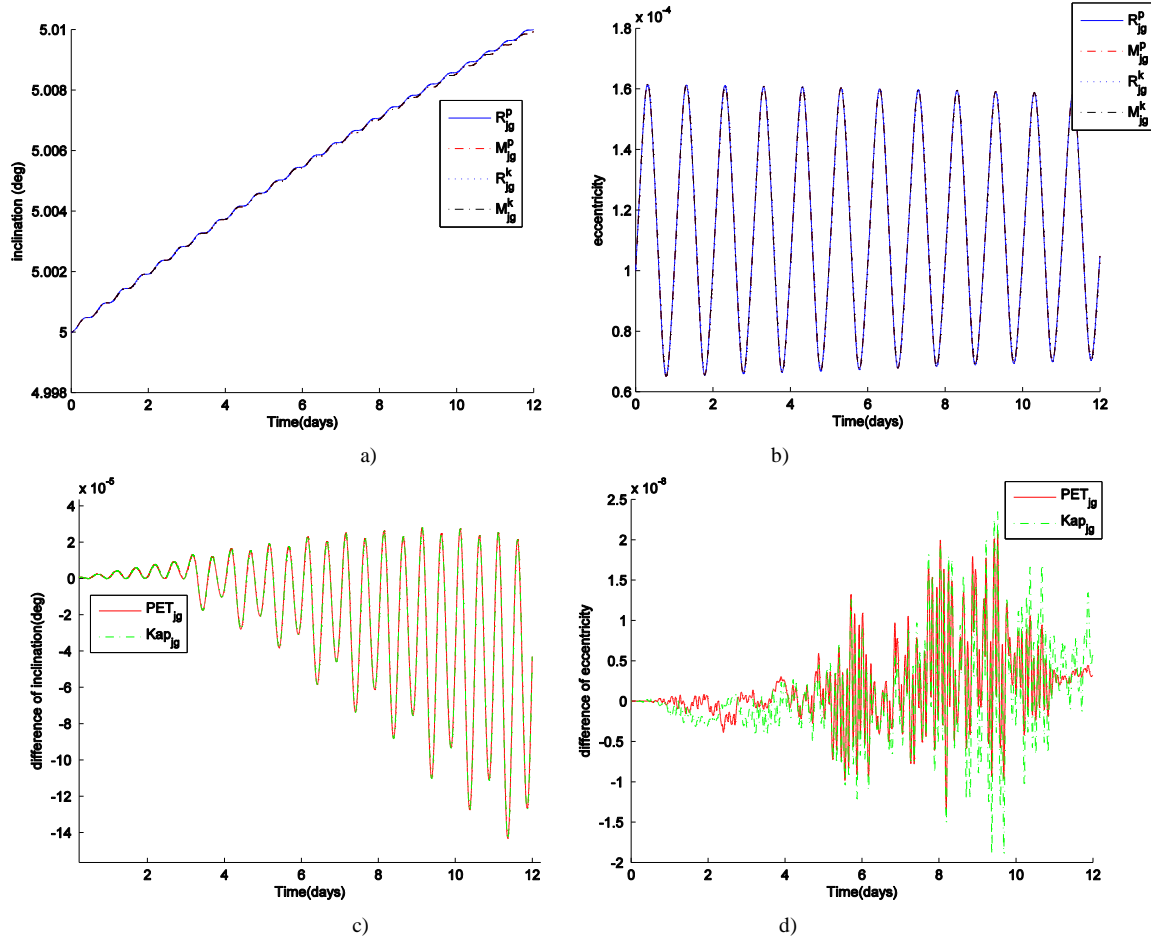 5.01
5.008
5.006
5.004
5.002
5
4.998
inclination (deg)
0 2 4 6 8 10 12
Time(days)
R^p_jg
M^p_jg
R^k_jg
M^k_jg
a)
x 10^-4
1.8
1.6
1.4
1.2
1
0.8
0.6
eccentricity
0 2 4 6 8 10 12
Time(days)
R^p_jg
M^p_jg
R^k_jg
M^k_jg
b)
x 10^-5
4
2
0
-2
-4
-6
-8
-10
-12
-14
difference of inclination(deg)
2 4 6 8 10 12
Time(days)
PET_jg
Kap_jg
c)
x 10^-8
2.5
2
1.5
1
0.5
0
-0.5
-1
-1.5
-2
difference of eccentricity
0 2 4 6 8 10 12
Time(days)
PET_jg
Kap_jg
d)